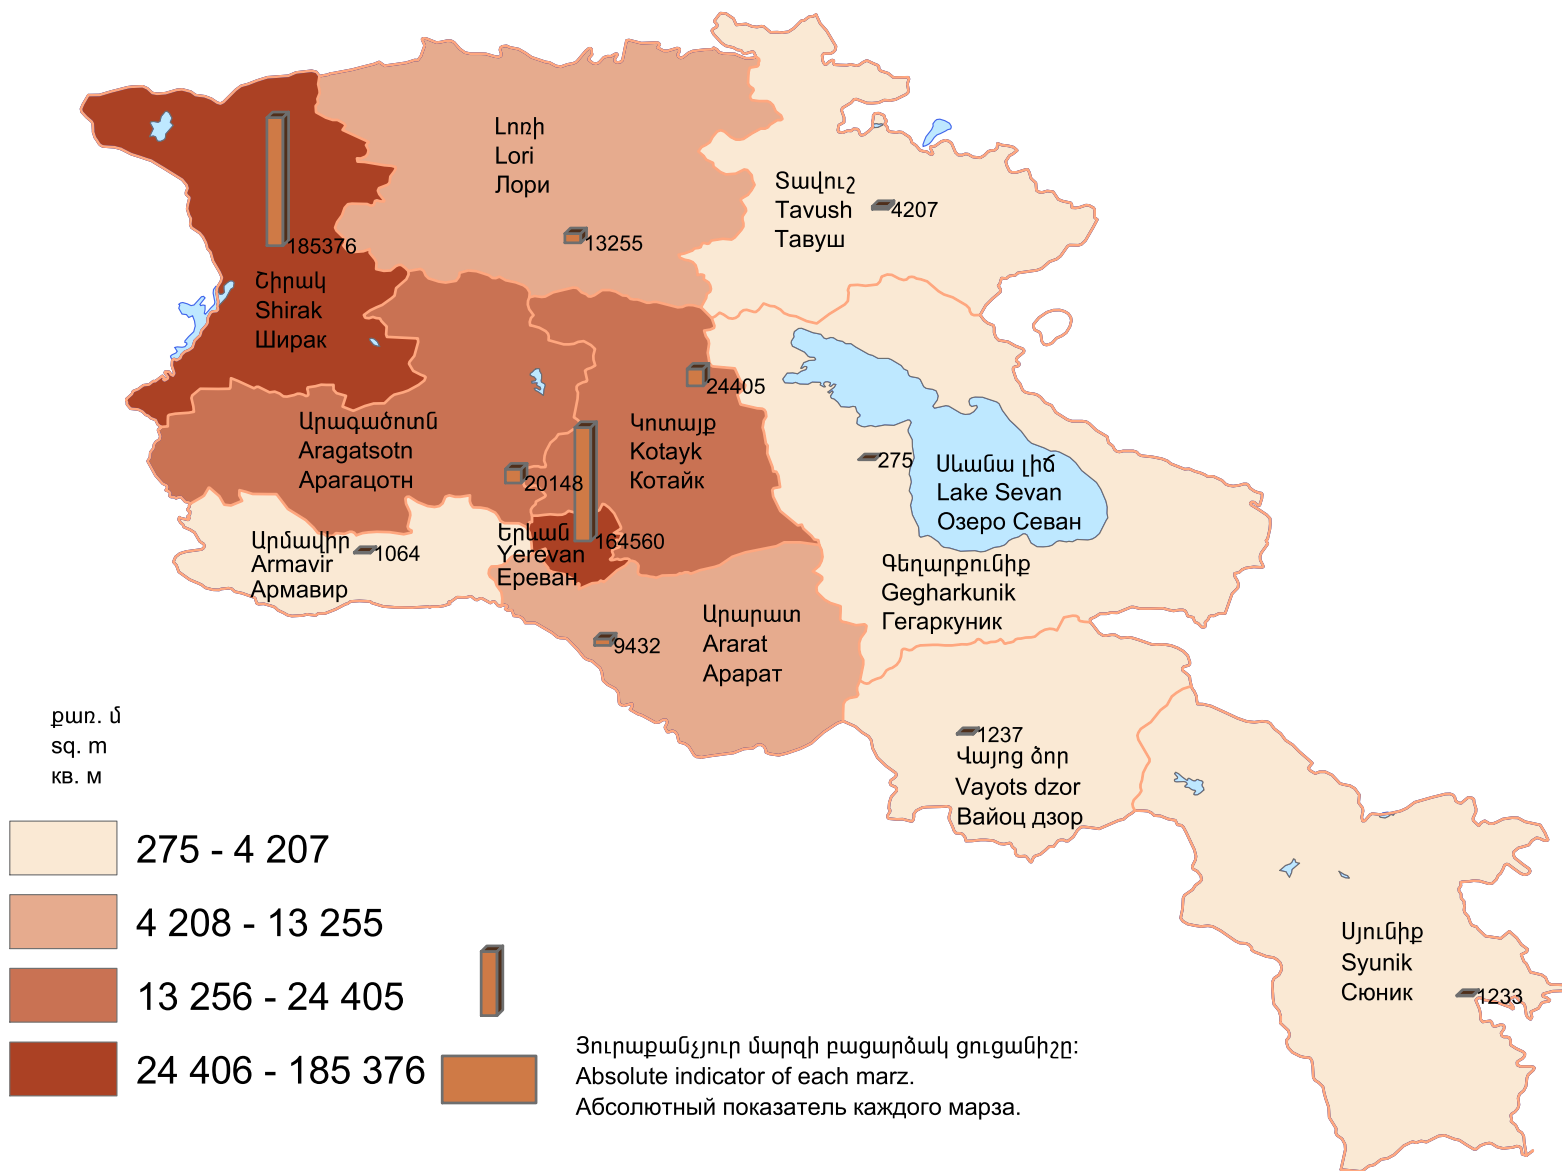 Լոռի
Lori
Лори
13255
Տավուշ
Tavush
Тавуш
4207
185376
Շիրակ
Shirak
Ширак
24405
Արագածոտն
Aragatsotn
Арагацотн
20148
Կոտայք
Kotayk
Котайк
275
Սևանա լիճ
Lake Sevan
Озеро Севан
Արմավիր
Armavir
Армавир
1064
Երևան
Yerevan
Ереван
164560
Գեղարքունիք
Gegharkunik
Гегаркуник
Արարատ
Ararat
Арарат
9432
1237
Վայոց ձոր
Vayots dzor
Вайоц дзор
Սյունիք
Syunik
Сюник
1233
քառ. մ
sq. m
кв. м
275 - 4 207
4 208 - 13 255
13 256 - 24 405
24 406 - 185 376
Յուրաքանչյուր մարզի բացարձակ ցուցանիշը:
Absolute indicator of each marz.
Абсолютный показатель каждого марза.